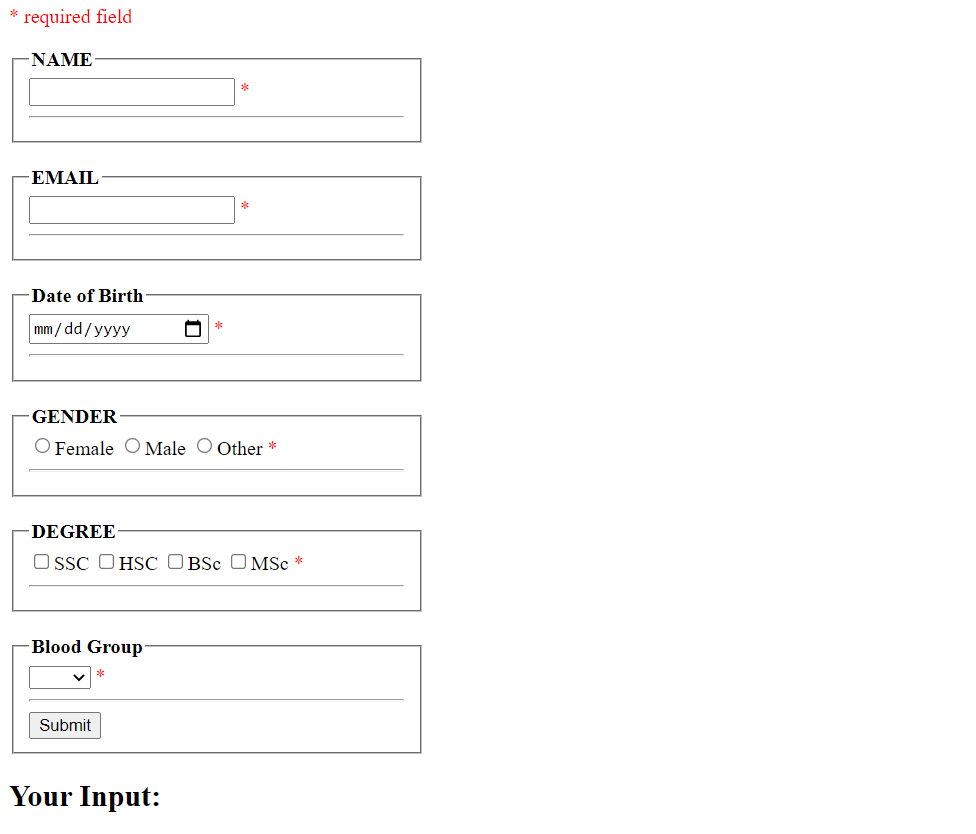 * required field
NAME
*
EMAIL
*
Date of Birth
mm/dd/yyyy *
GENDER
Female Male Other *
DEGREE
SSC HSC BSc MSc *
Blood Group
*
Submit
Your Input: